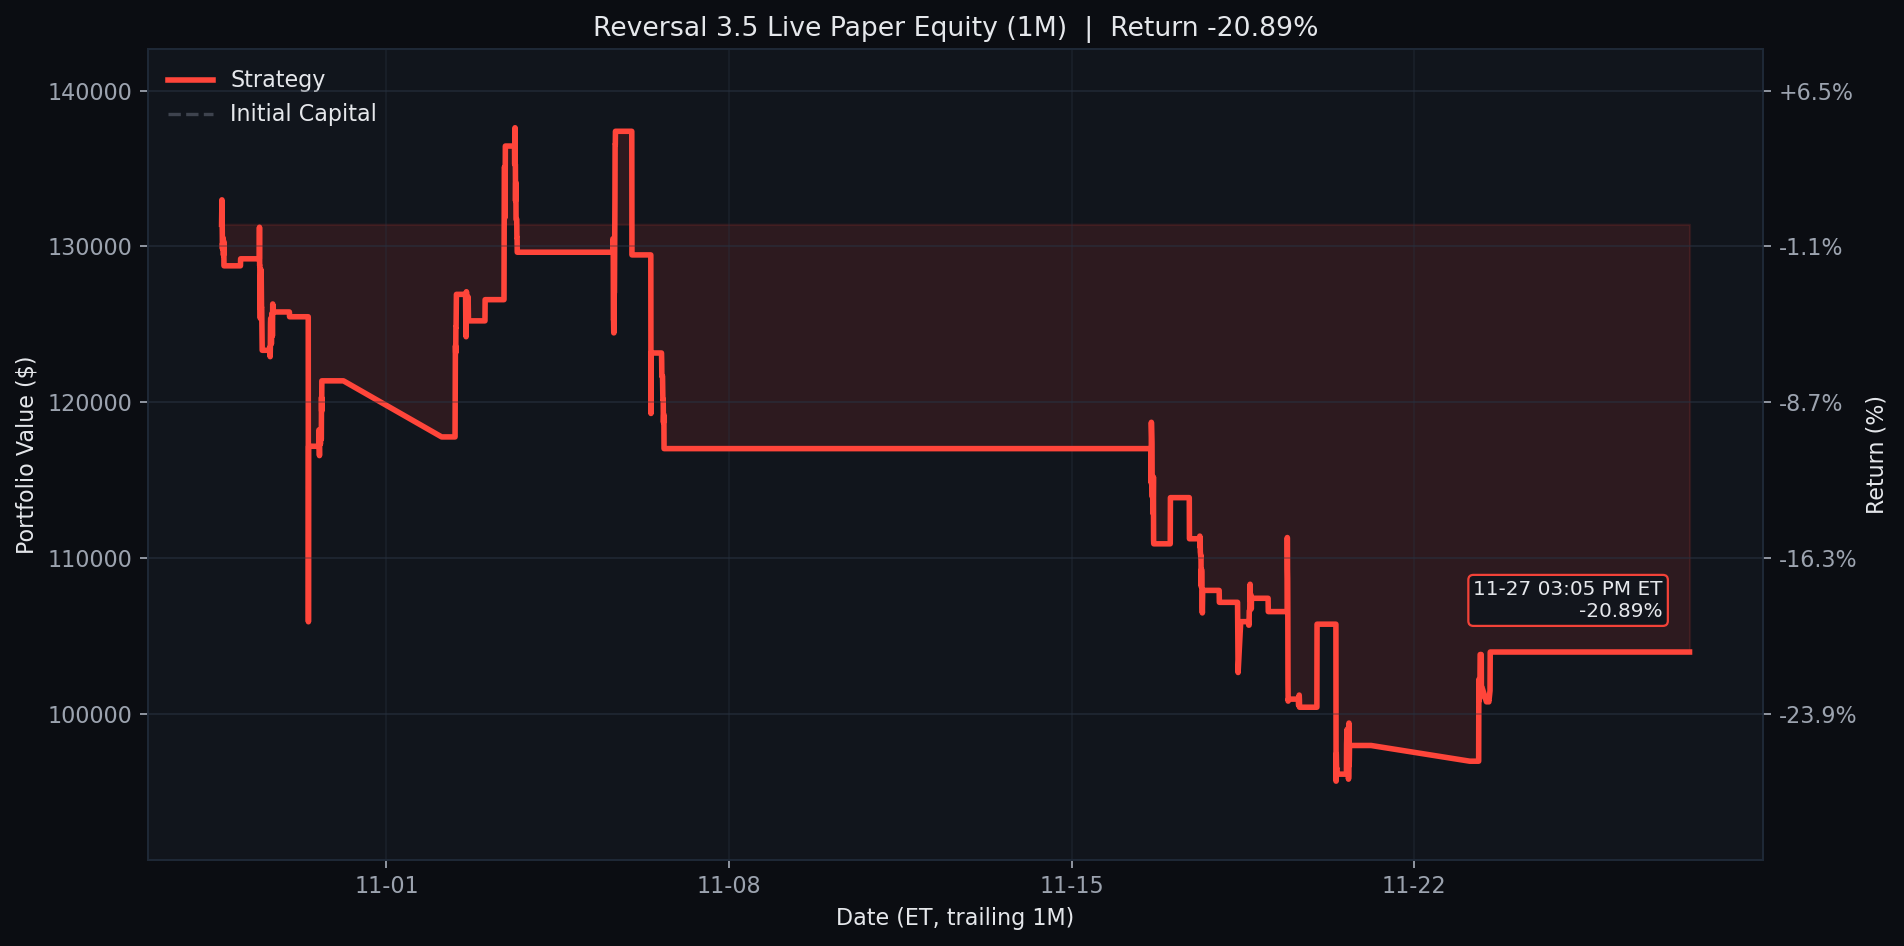 Reversal 3.5 Live Paper Equity (1M)  |  Return -20.89%
Strategy
Initial Capital
140000
130000
120000
110000
100000
Portfolio Value ($)
+6.5%
-1.1%
-8.7%
-16.3%
-23.9%
Return (%)
11-27 03:05 PM ET
-20.89%
11-01
11-08
11-15
11-22
Date (ET, trailing 1M)